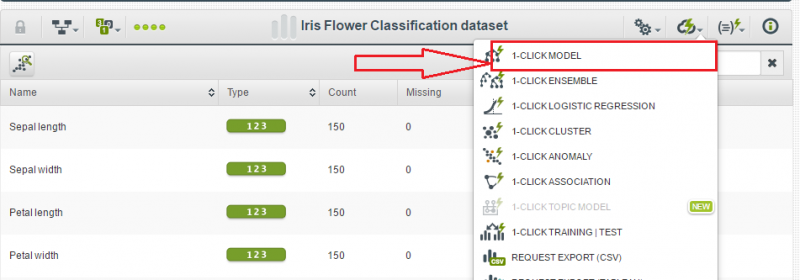 Iris Flower Classification dataset
1-CLICK MODEL
1-CLICK ENSEMBLE
1-CLICK LOGISTIC REGRESSION
1-CLICK CLUSTER
1-CLICK ANOMALY
1-CLICK ASSOCIATION
1-CLICK TOPIC MODEL NEW
1-CLICK TRAINING | TEST
REQUEST EXPORT (CSV)
CSV
Name Type Count Missing
Sepal length 123 150 0
Sepal width 123 150 0
Petal length 123 150 0
Petal width 123 150 0